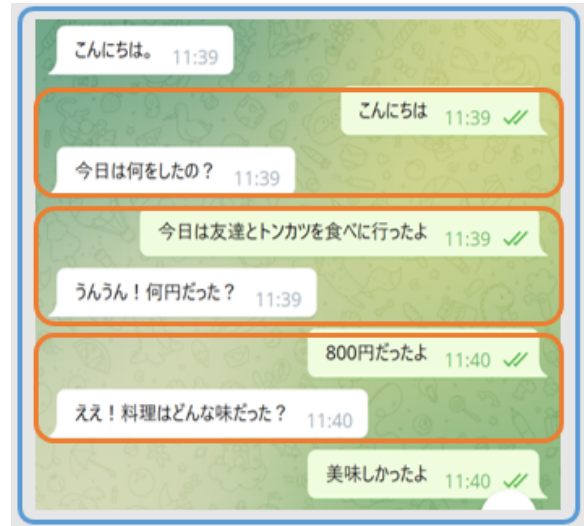 こんにちは。 11:39
こんにちは 11:39
今日は何をしたの？ 11:39
今日は友達とトンカツを食べに行ったよ 11:39
うんうん！何円だった？ 11:39
800円だったよ 11:40
ええ！料理はどんな味だった？ 11:40
美味しかったよ 11:40